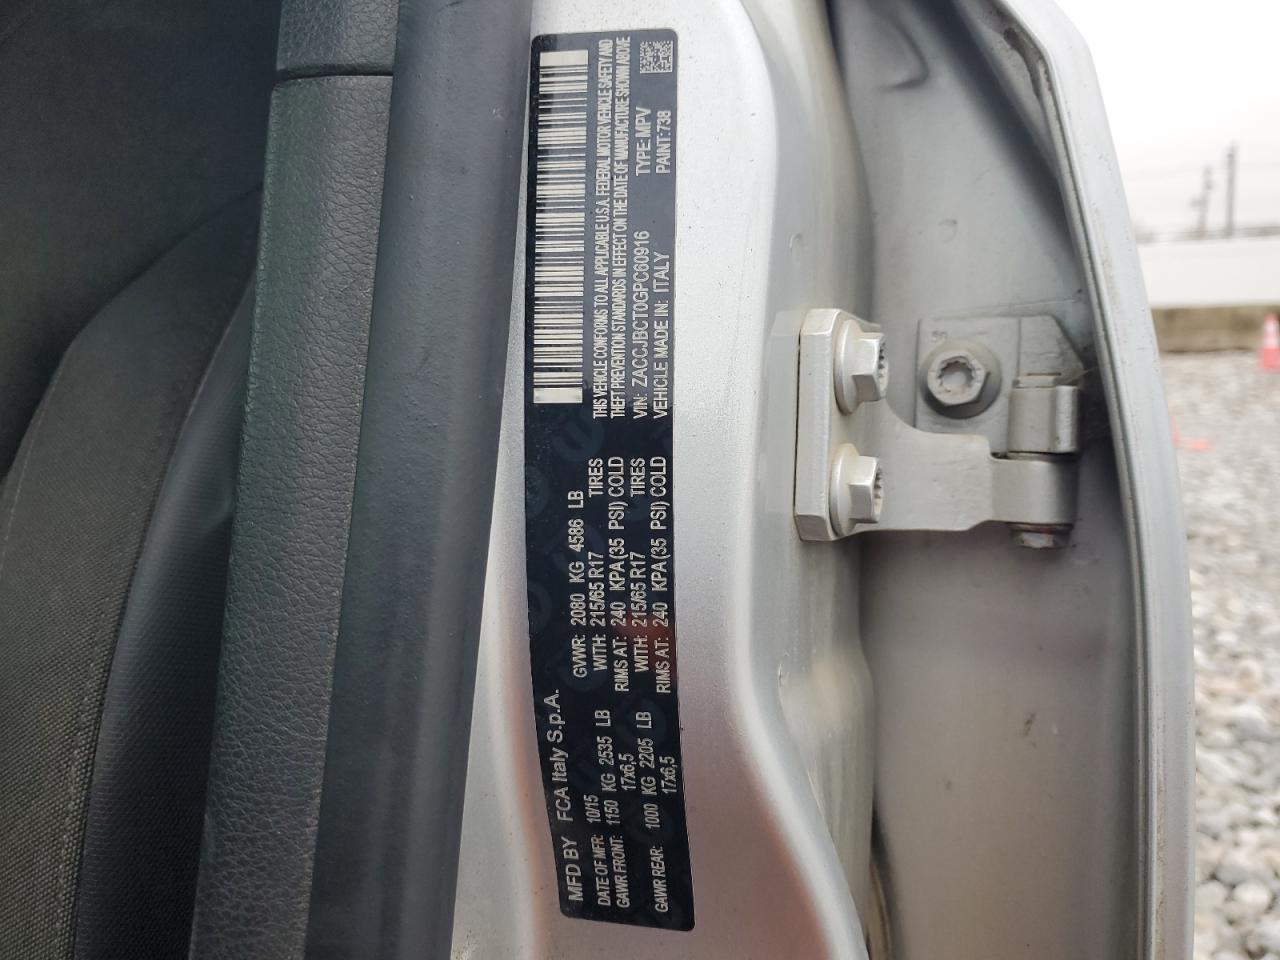 MFD BY FCA Italy S.p.A.
DATE OF MFR: 10/15
GVWR: 2080 KG 4586 LB
GAWR FRONT: 1150 KG 2535 LB
WITH: 215/65 R17 TIRES
17x6,5
RIMS AT: 240 KPA(35 PSI) COLD
GAWR REAR: 1000 KG 2205 LB
WITH: 215/65 R17 TIRES
17x6,5
RIMS AT: 240 KPA(35 PSI) COLD
THIS VEHICLE CONFORMS TO ALL APPLICABLE U.S.A. FEDERAL MOTOR VEHICLE SAFETY AND
THEFT PREVENTION STANDARDS IN EFFECT ON THE DATE OF MANUFACTURE SHOWN ABOVE
VIN: ZACCJBCT0GPC60916 TYPE: MPV
VEHICLE MADE IN: ITALY PAINT: 738